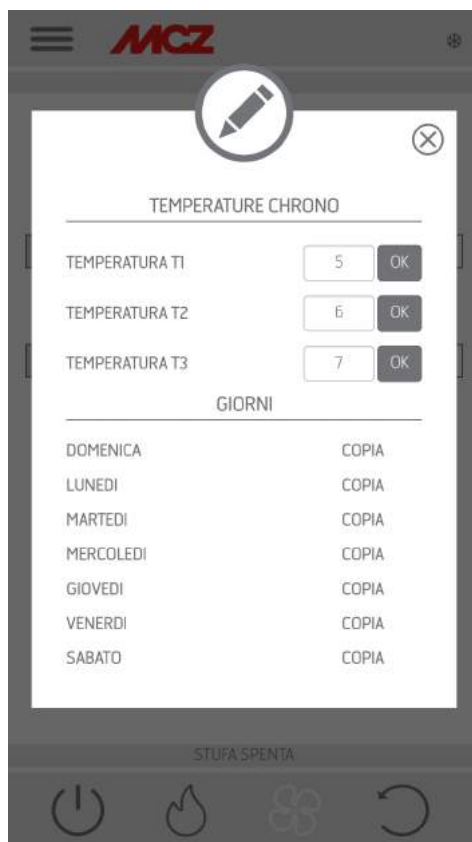 MCZ
TEMPERATURE CHRONO
TEMPERATURA T1 5 OK
TEMPERATURA T2 6 OK
TEMPERATURA T3 7 OK
GIORNI
DOMENICA COPIA
LUNEDI COPIA
MARTEDI COPIA
MERCOLEDI COPIA
GIOVEDI COPIA
VENERDI COPIA
SABATO COPIA
STUFA SPENTA